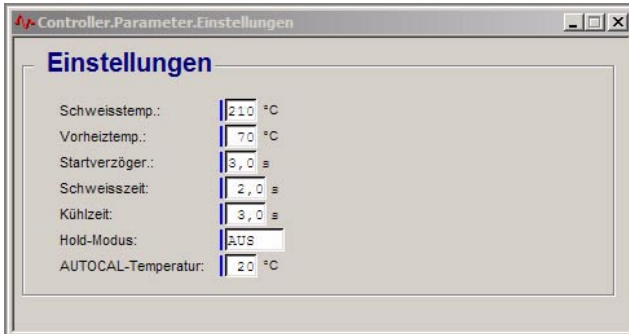 Controller.Parameter.Einstellungen
Einstellungen
Schweisstemp.: 210 °C
Vorheiztemp.: 70 °C
Startverzöger.: 3,0 s
Schweisszeit: 2,0 s
Kühlzeit: 3,0 s
Hold-Modus: AUS
AUTOCAL-Temperatur: 20 °C